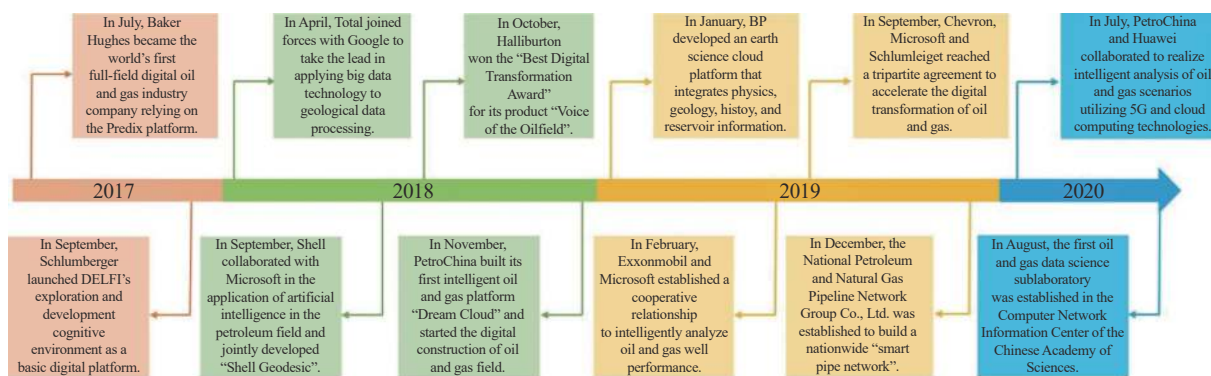 In July, Baker
Hughes became the
world's first
full-field digital oil
and gas industry
company relying on
the Predix platform.
In April, Total joined
forces with Google to
take the lead in
applying big data
technology to
geological data
processing.
In October,
Halliburton
won the “Best Digital
Transformation
Award”
for its product “Voice
of the Oilfield”.
In January, BP
developed an earth
science cloud
platform that
integrates physics,
geology, histoy, and
reservoir information.
In September, Chevron,
Microsoft and
Schlumleiget reached
a tripartite agreement to
accelerate the digital
transformation of oil
and gas.
In July, PetroChina
and Huawei
collaborated to realize
intelligent analysis of oil
and gas scenarios
utilizing 5G and cloud
computing technologies.
2017
2018
2019
2020
In September,
Schlumberger
launched DELFI's
exploration and
development
cognitive
environment as a
basic digital platform.
In September, Shell
collaborated with
Microsoft in the
application of artificial
intelligence in the
petroleum field and
jointly developed
“Shell Geodesic”.
In November,
PetroChina built its
first intelligent oil
and gas platform
“Dream Cloud” and
started the digital
construction of oil
and gas field.
In February,
Exxonmobil and
Microsoft established a
cooperative
relationship
to intelligently analyze
oil and gas well
performance.
In December, the
National Petroleum
and Natural Gas
Pipeline Network
Group Co., Ltd. was
established to build a
nationwide “smart
pipe network”.
In August, the first oil
and gas data science
sublaboratory
was established in the
Computer Network
Information Center of the
Chinese Academy of
Sciences.